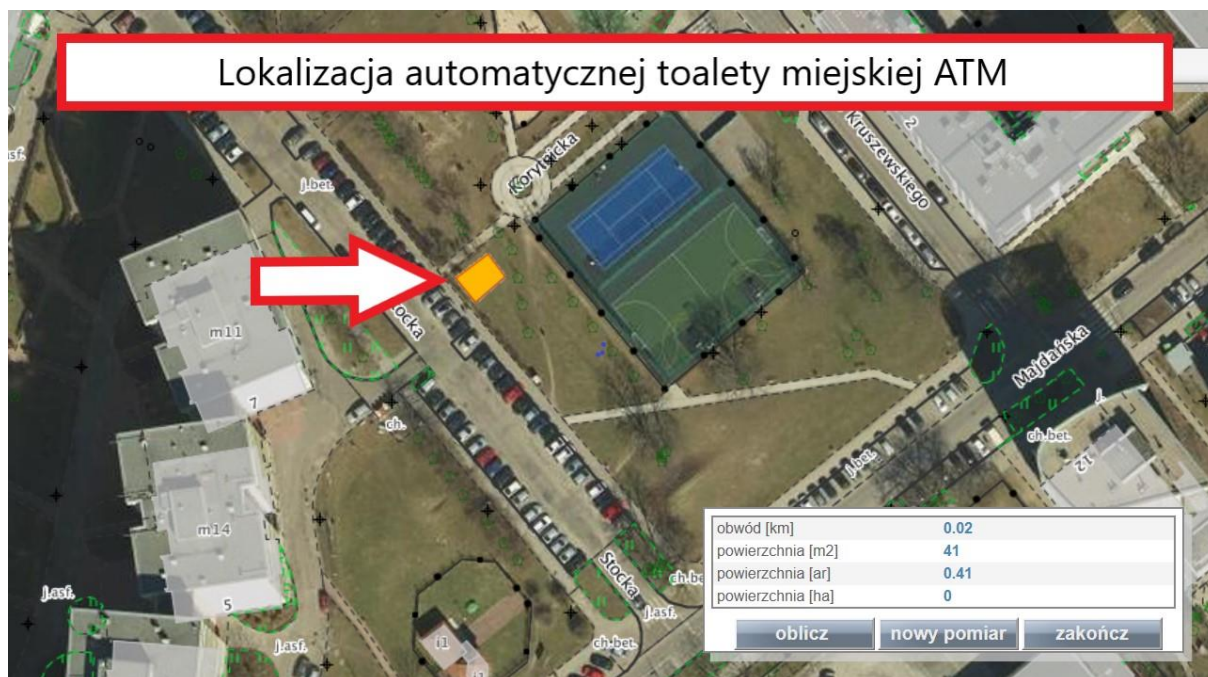 Lokalizacja automatycznej toalety miejskiej ATM
asf.
j.bet.
Korytnicka
Kruszewskiego
2
m11
7
ch.
Majdańska
j.
ch.bet.
12
j.bet.
m14
5
j.asf.
j.asf.
Stocka
j.asf.
ch.bet.
i1
obwód [km] 0.02
powierzchnia [m2] 41
powierzchnia [ar] 0.41
powierzchnia [ha] 0
oblicz nowy pomiar zakończ